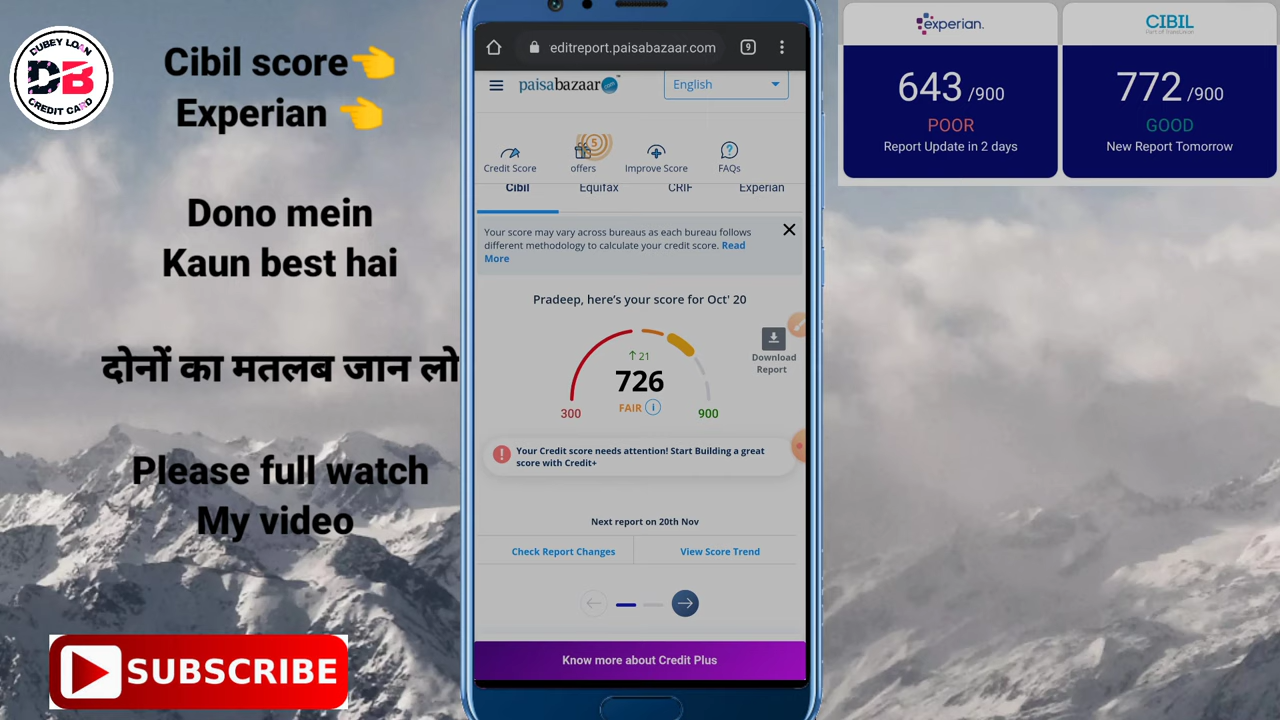 DUBEY LOAN
DB
CREDIT CARD
Cibil score👈
Experian 👈
Dono mein
Kaun best hai
दोनों का मतलब जान लो
Please full watch
My video
SUBSCRIBE
editreport.paisabazaar.com
9
paisabazaar
English
5
Credit Score
offers
Improve Score
FAQs
Cibil
Equifax
CRIF
Experian
Your score may vary across bureaus as each bureau follows
different methodology to calculate your credit score. Read
More
Pradeep, here's your score for Oct' 20
↑21
726
FAIR
300
900
Download
Report
Your Credit score needs attention! Start Building a great
score with Credit+
Next report on 20th Nov
Check Report Changes
View Score Trend
Know more about Credit Plus
experian.
643 /900
POOR
Report Update in 2 days
CIBIL
Part of TransUnion
772 /900
GOOD
New Report Tomorrow